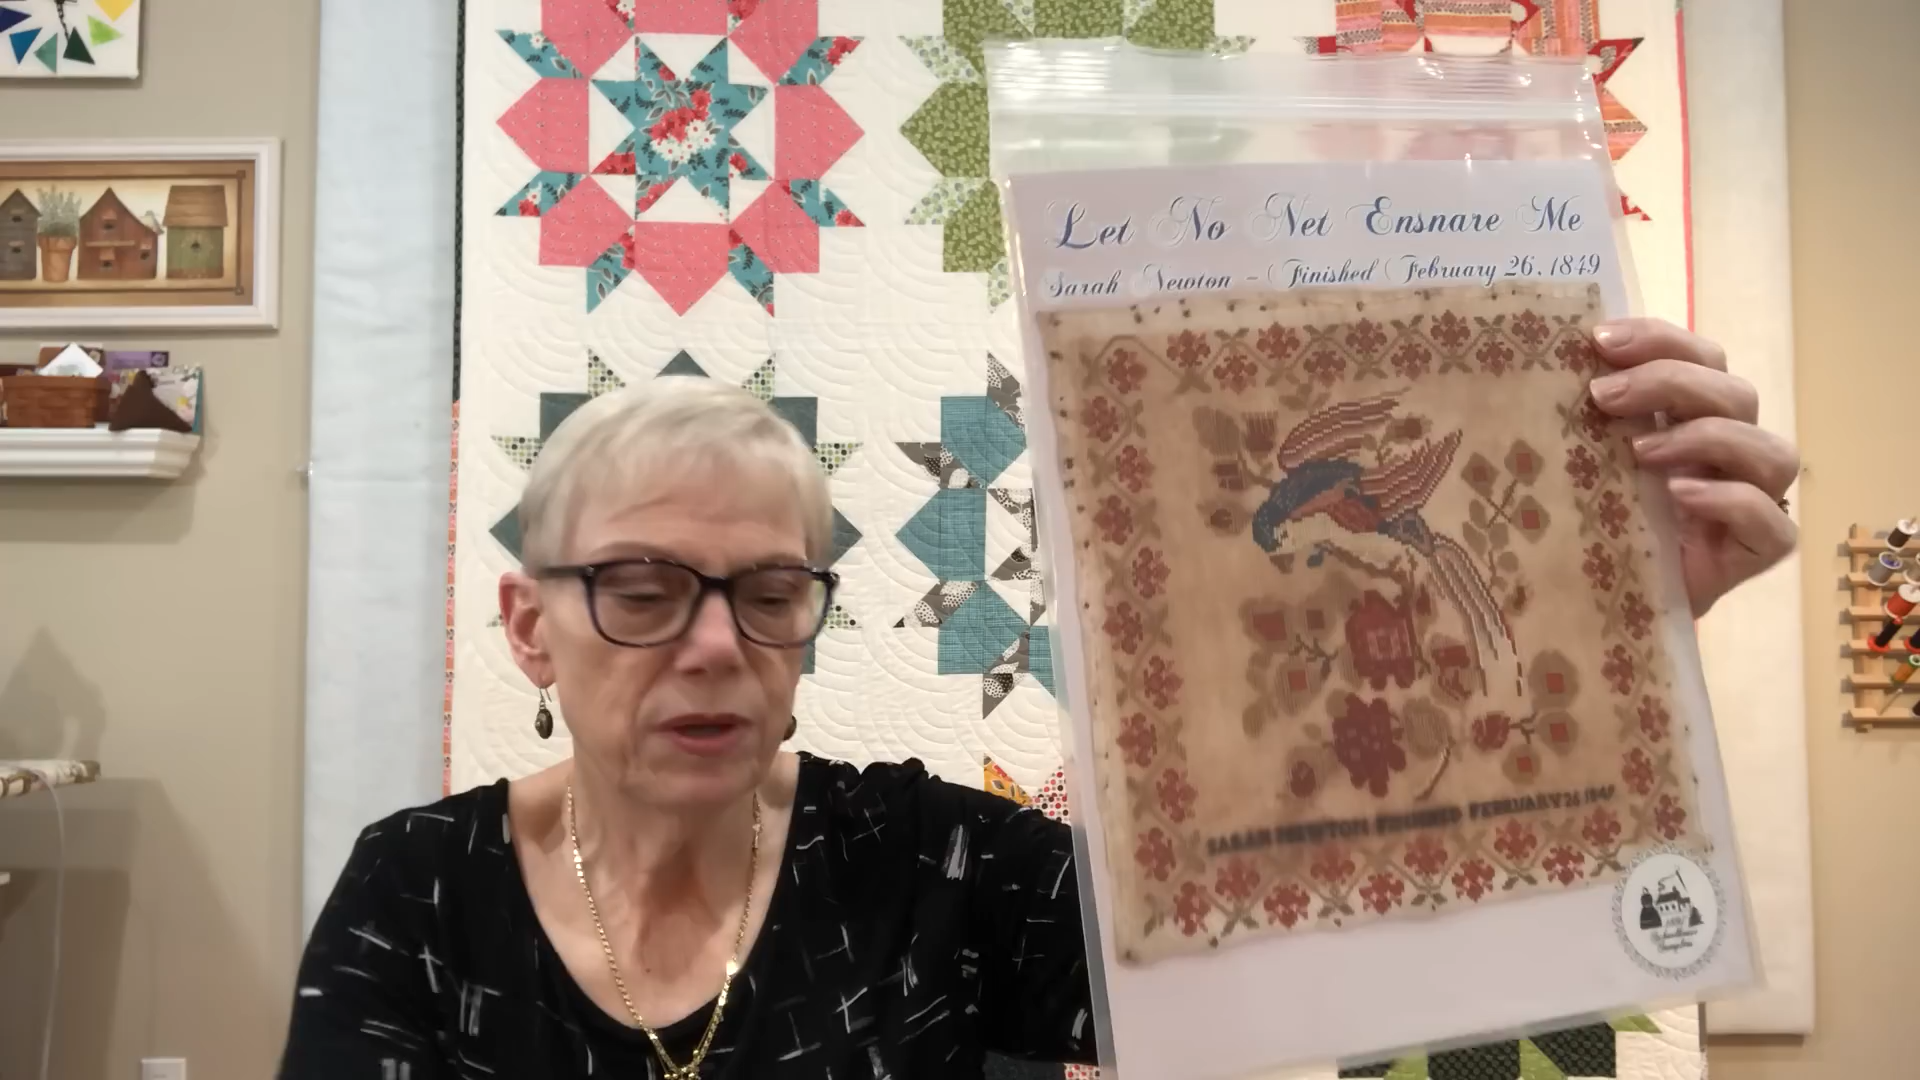 Let No Net Ensnare Me
Sarah Newton - Finished February 26, 1849
SARAH NEWTON FINISHED FEBRUARY 26 1849